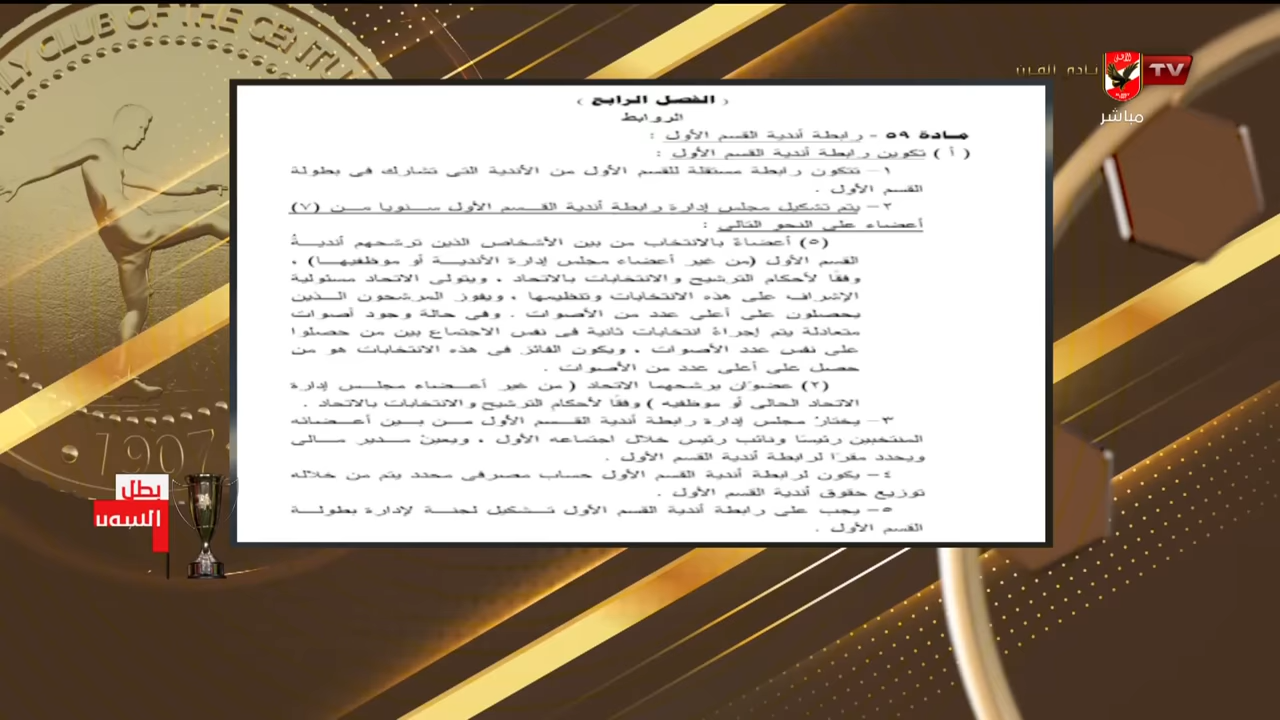 FAMILY CLUB OF THE CENTU
نادي القرن
TV
مباشر
( الفصل الرابع )
الروابط
مادة ٥٩ - رابطة أندية القسم الأول :
( أ ) تكوين رابطة أندية القسم الأول :
١- تتكون رابطة مستقلة للقسم الأول من الأندية التى تشارك فى بطولة
القسم الأول .
٢- يتم تشكيل مجلس إدارة رابطة أندية القسم الأول سنويا من (٧)
أعضاء على النحو التالى :
(٥) أعضاءً بالانتخاب من بين الأشخاص الذين ترشحهم أنديةُ
القسم الأول (من غير أعضاء مجلس إدارة الأندية أو موظفيها) ،
وفقًا لأحكام الترشيح والانتخابات بالاتحاد ، ويتولى الاتحاد مسئولية
الإشراف على هذه الانتخابات وتنظيمها ، ويفوز المرشحون الذين
يحصلون على أعلى عدد من الأصوات . وفى حالة وجود أصوات
متعادلة يتم إجراءُ انتخابات ثانية فى نفس الاجتماع بين من حصلوا
على نفس عدد الأصوات ، ويكون الفائز فى هذه الانتخابات هو من
حصل على أعلى عدد من الأصوات .
(٢) عضوان يرشحهما الاتحاد ( من غير أعضاء مجلس إدارة
الاتحاد الحالى أو موظفيه ) وفقًا لأحكام الترشيح والانتخابات بالاتحاد .
٣- يختارُ مجلس إدارة رابطة أندية القسم الأول من بين أعضائه
المنتخبين رئيسًا ونائب رئيس خلال اجتماعه الأول ، ويعينُ مدير مالى
ويحدد مقرًا لرابطة أندية القسم الأول .
٤- يكون لرابطة أندية القسم الأول حساب مصرفى محدد يتم من خلاله
توزيع حقوق أندية القسم الأول .
٥- يجب على رابطة أندية القسم الأول تشكيل لجنة لإدارة بطولة
القسم الأول .
1907
بطل
السوبر